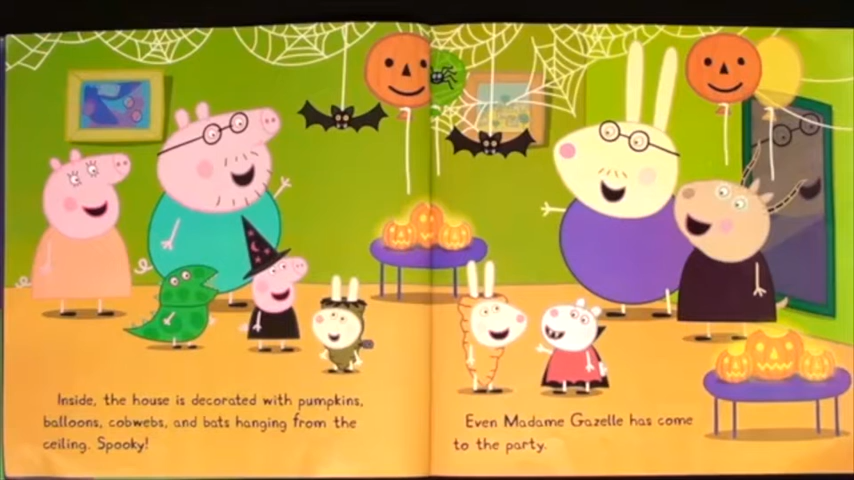 Inside, the house is decorated with pumpkins,
balloons, cobwebs, and bats hanging from the
ceiling. Spooky!
Even Madame Gazelle has come
to the party.